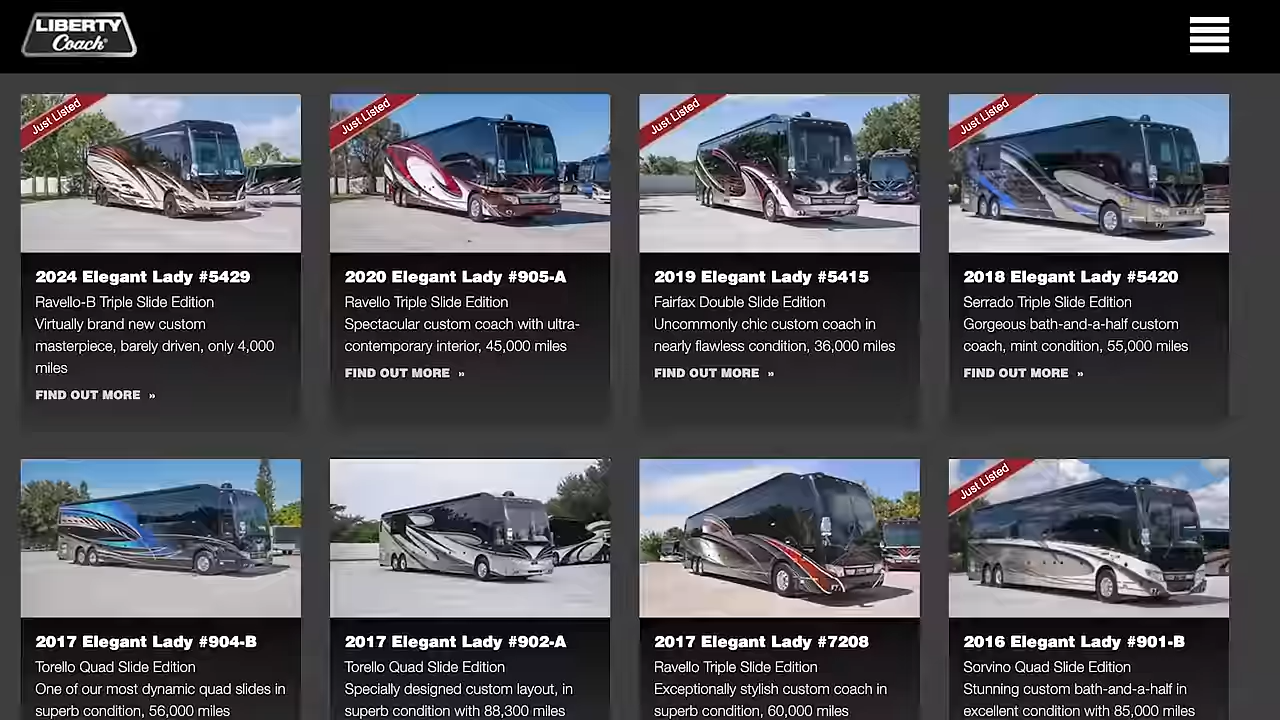 LIBERTY
Coach
Just Listed
Just Listed
Just Listed
Just Listed
2024 Elegant Lady #5429
Ravello-B Triple Slide Edition
Virtually brand new custom
masterpiece, barely driven, only 4,000
miles
FIND OUT MORE »
2020 Elegant Lady #905-A
Ravello Triple Slide Edition
Spectacular custom coach with ultra-
contemporary interior, 45,000 miles
FIND OUT MORE »
2019 Elegant Lady #5415
Fairfax Double Slide Edition
Uncommonly chic custom coach in
nearly flawless condition, 36,000 miles
FIND OUT MORE »
2018 Elegant Lady #5420
Serrado Triple Slide Edition
Gorgeous bath-and-a-half custom
coach, mint condition, 55,000 miles
FIND OUT MORE »
Just Listed
2017 Elegant Lady #904-B
Torello Quad Slide Edition
One of our most dynamic quad slides in
superb condition, 56,000 miles
2017 Elegant Lady #902-A
Torello Quad Slide Edition
Specially designed custom layout, in
superb condition with 88,300 miles
2017 Elegant Lady #7208
Ravello Triple Slide Edition
Exceptionally stylish custom coach in
superb condition, 60,000 miles
2016 Elegant Lady #901-B
Sorvino Quad Slide Edition
Stunning custom bath-and-a-half in
excellent condition with 85,000 miles